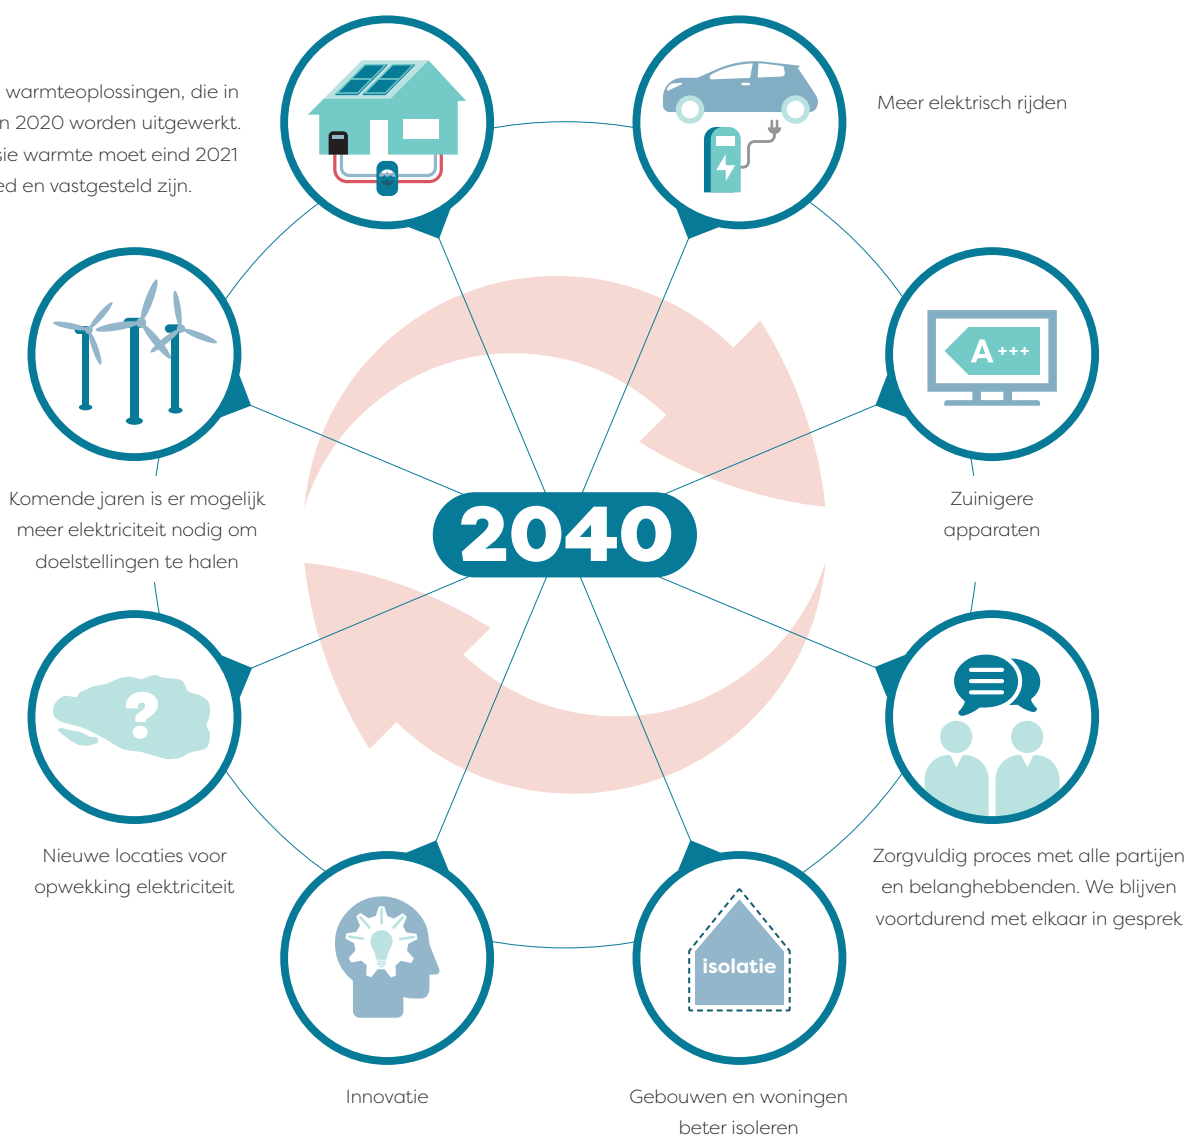 warmteoplossingen, die in
2020 worden uitgewerkt.
warmte moet eind 2021
en vastgesteld zijn.
Meer elektrisch rijden
A+++
Komende jaren is er mogelijk
meer elektriciteit nodig om
doelstellingen te halen
2040
Zuinigere
apparaten
?
Nieuwe locaties voor
opwekking elektriciteit
Zorgvuldig proces met alle partijen
en belanghebbenden. We blijven
voortdurend met elkaar in gesprek
isolatie
Innovatie
Gebouwen en woningen
beter isoleren